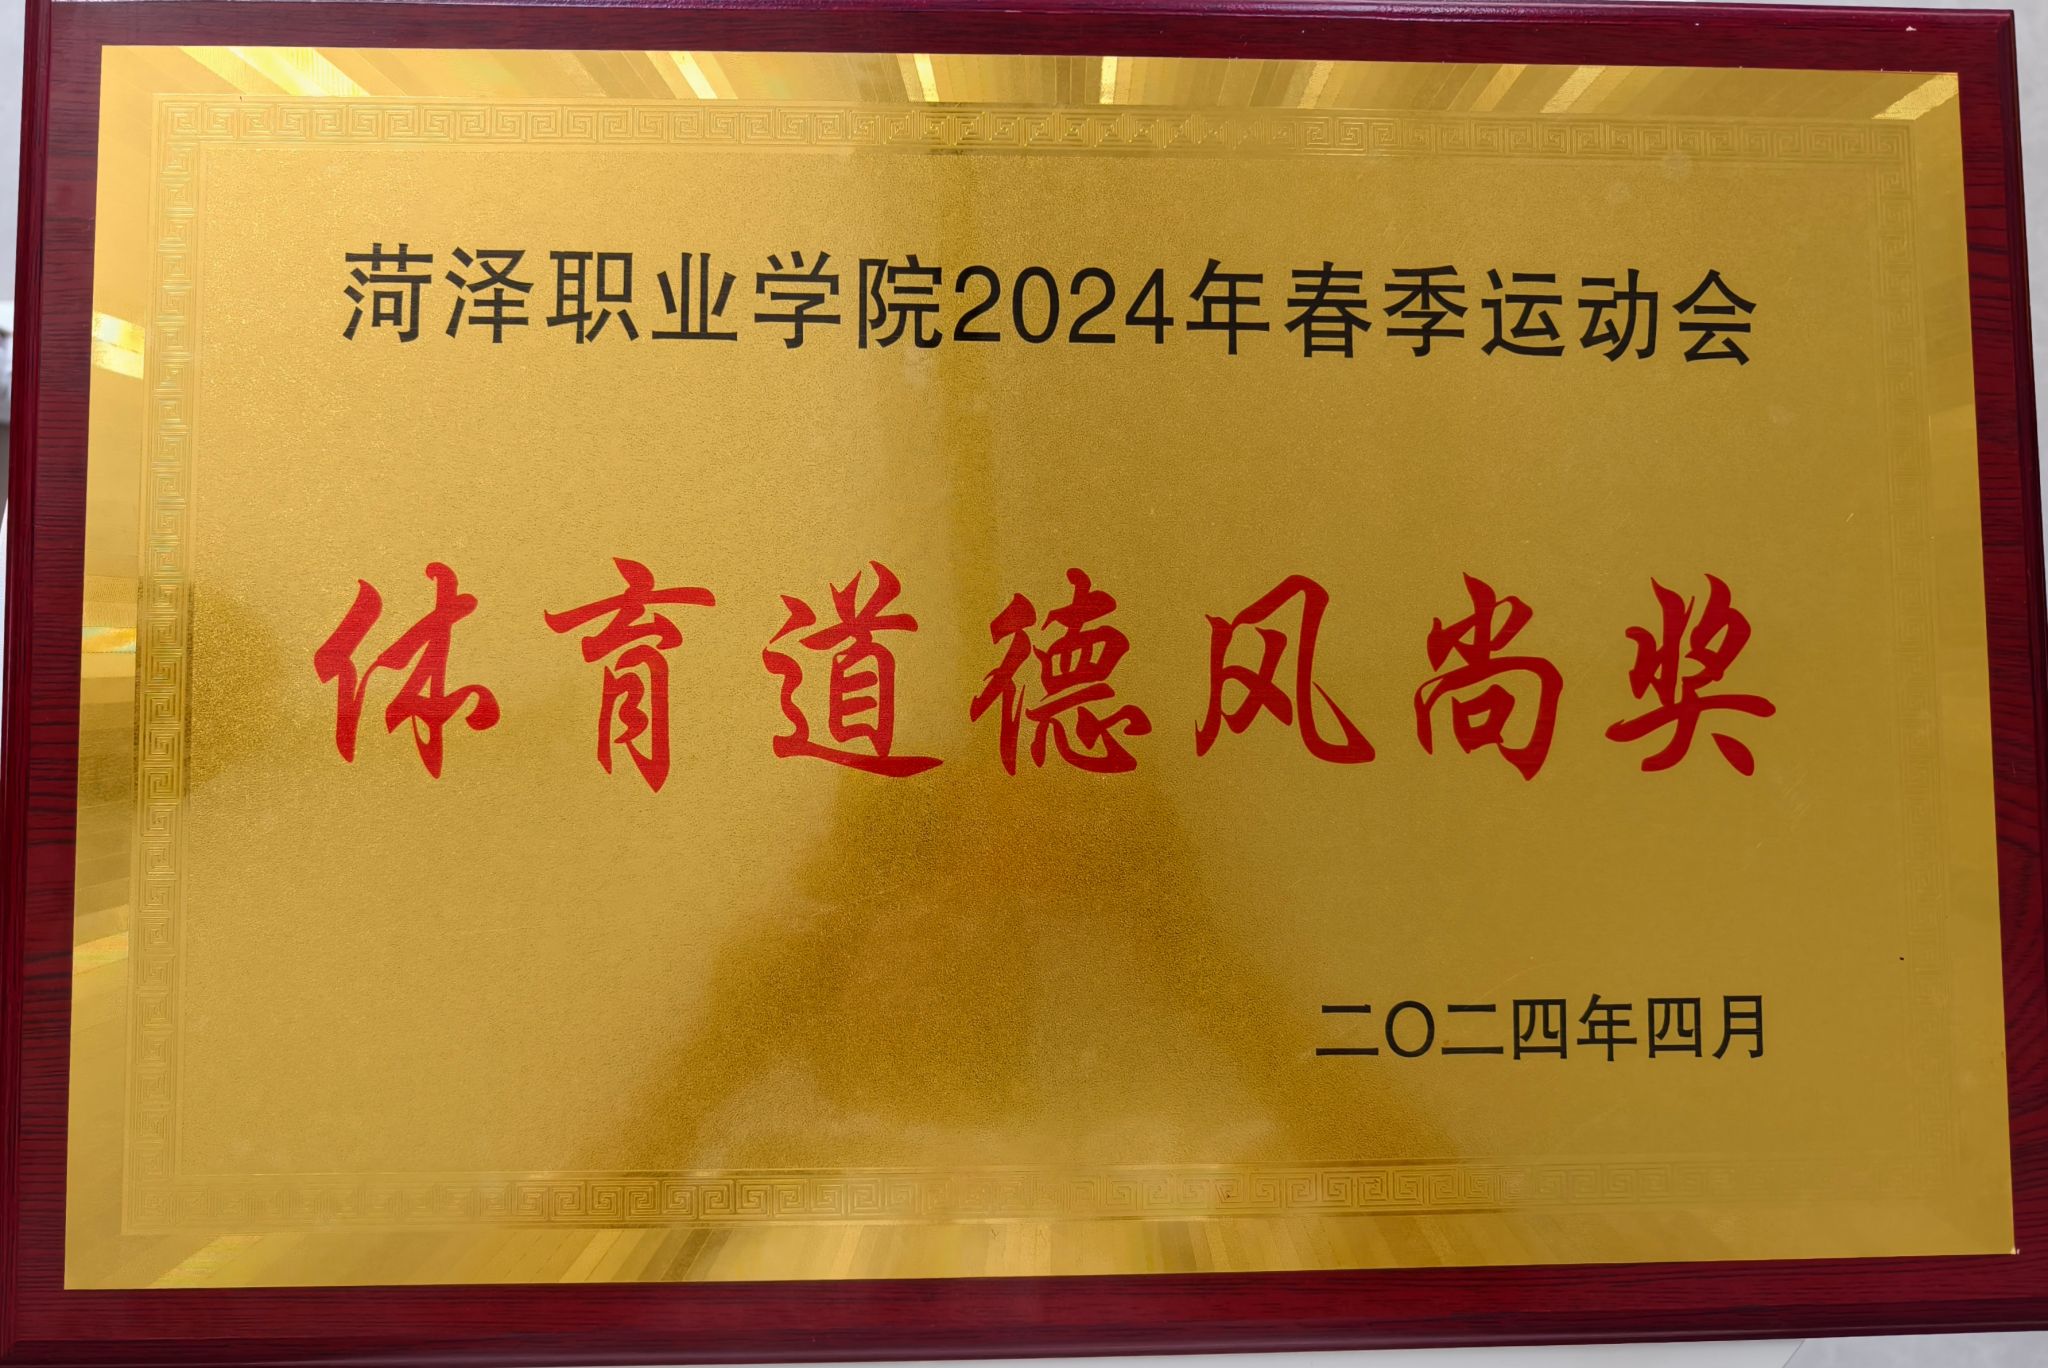 菏泽职业学院2024年春季运动会
体育道德风尚奖
二〇二四年四月